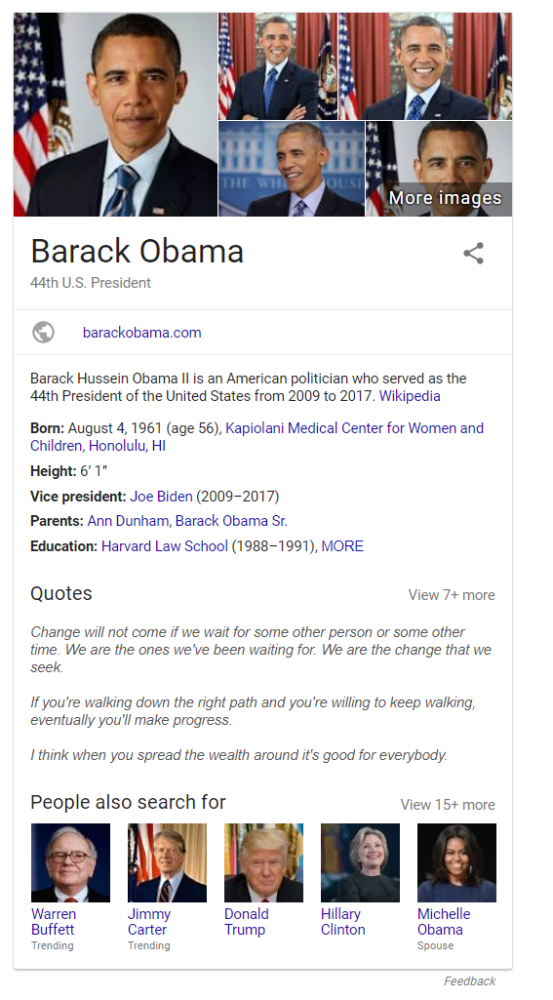 THE WHITE HOUSE
More images
Barack Obama
44th U.S. President
barackobama.com
Barack Hussein Obama II is an American politician who served as the
44th President of the United States from 2009 to 2017. Wikipedia
Born: August 4, 1961 (age 56), Kapiolani Medical Center for Women and
Children, Honolulu, HI
Height: 6′ 1″
Vice president: Joe Biden (2009–2017)
Parents: Ann Dunham, Barack Obama Sr.
Education: Harvard Law School (1988–1991), MORE
Quotes
View 7+ more
Change will not come if we wait for some other person or some other
time. We are the ones we've been waiting for. We are the change that we
seek.
If you're walking down the right path and you're willing to keep walking,
eventually you'll make progress.
I think when you spread the wealth around it's good for everybody.
People also search for
View 15+ more
Warren
Buffett
Trending
Jimmy
Carter
Trending
Donald
Trump
Hillary
Clinton
Michelle
Obama
Spouse
Feedback